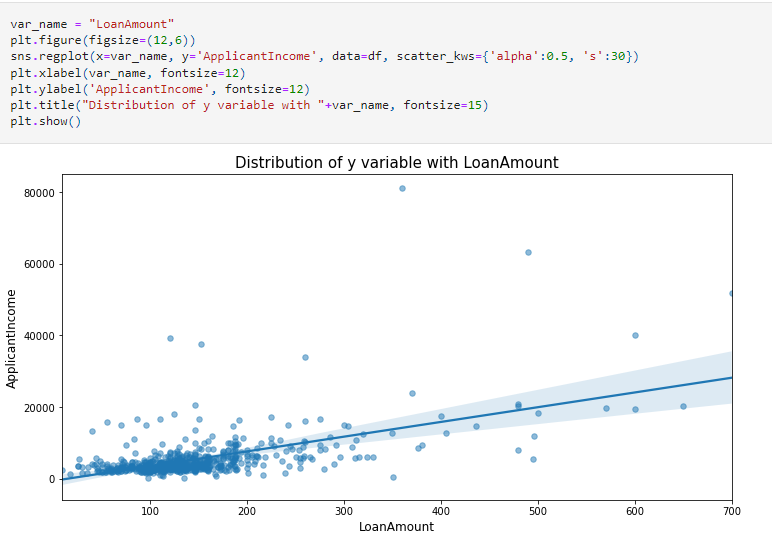 var_name = "LoanAmount"
plt.figure(figsize=(12,6))
sns.regplot(x=var_name, y='ApplicantIncome', data=df, scatter_kws={'alpha':0.5, 's':30})
plt.xlabel(var_name, fontsize=12)
plt.ylabel('ApplicantIncome', fontsize=12)
plt.title("Distribution of y variable with "+var_name, fontsize=15)
plt.show()
Distribution of y variable with LoanAmount
80000
60000
40000
20000
0
ApplicantIncome
100 200 300 400 500 600 700
LoanAmount